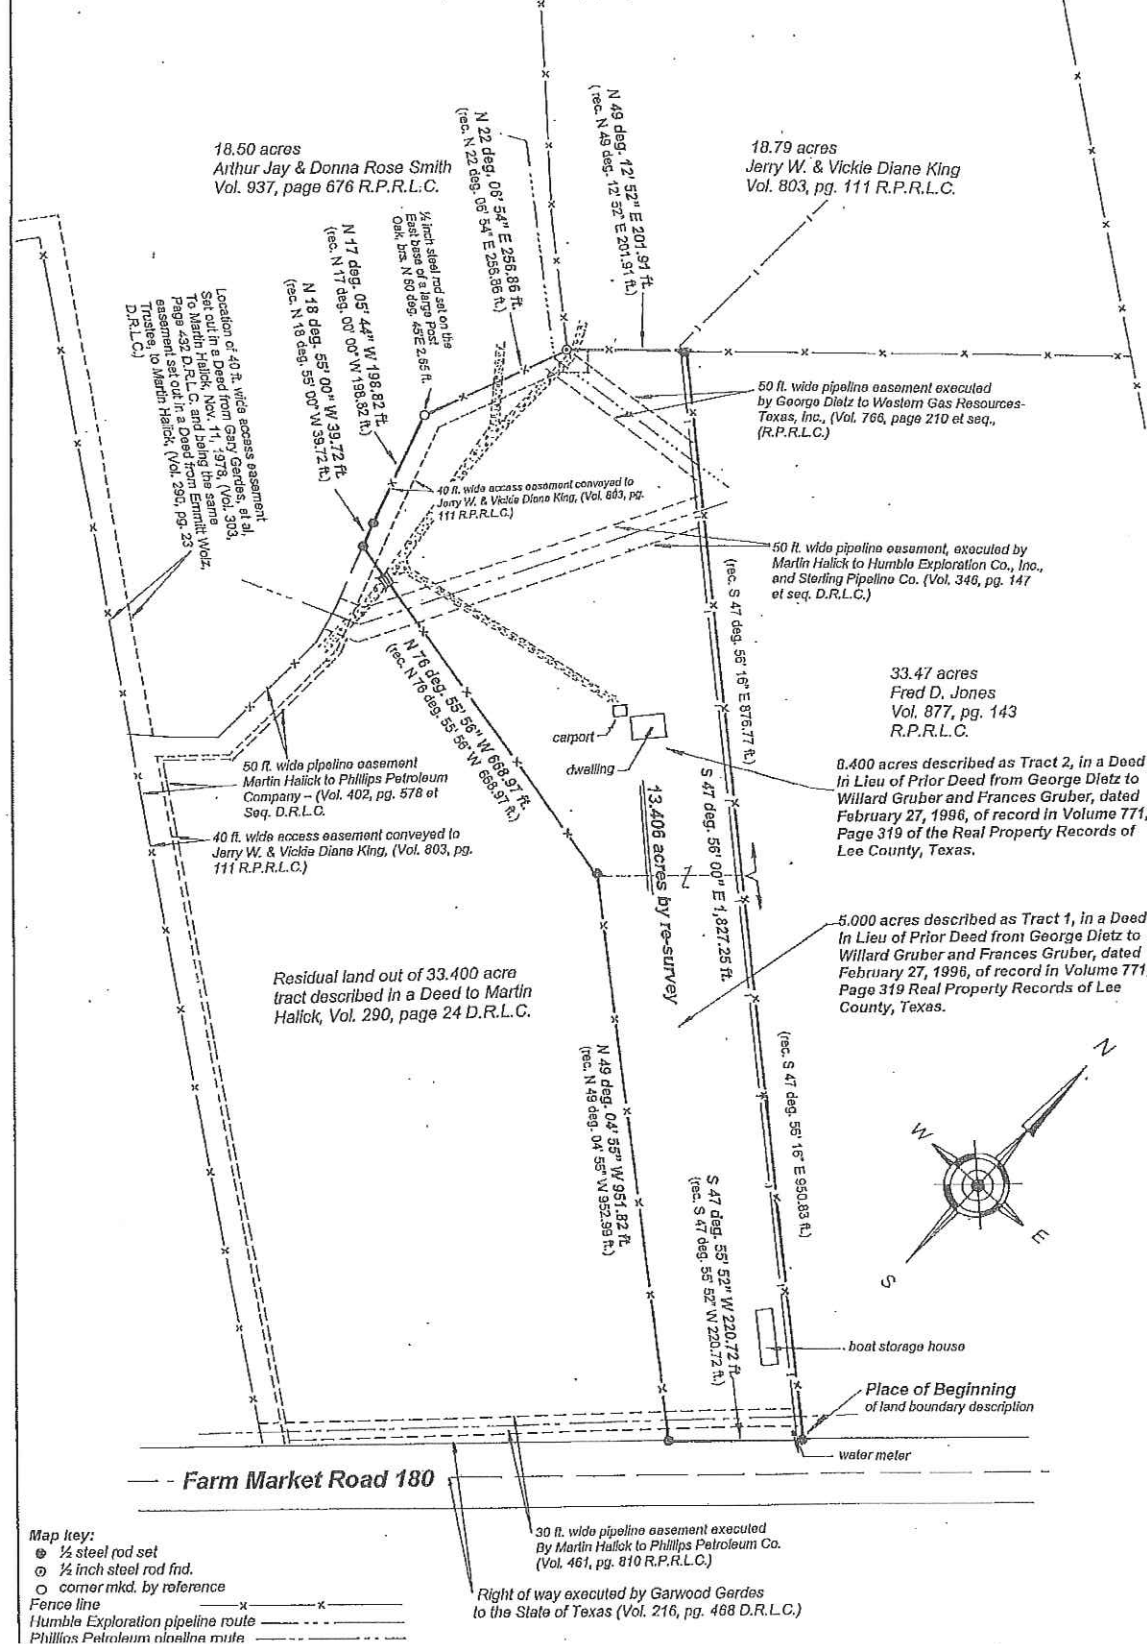 18.50 acres
Arthur Jay & Donna Rose Smith
Vol. 937, page 676 R.P.R.L.C.
N 22 deg. 06' 54" E 256.86 ft.
(rec. N 22 deg. 06' 54" E 256.86 ft.)
N 49 deg. 12' 52" E 201.91 ft.
(rec. N 49 deg. 12' 52" E 201.91 ft.)
18.79 acres
Jerry W. & Vickie Diane King
Vol. 803, pg. 111 R.P.R.L.C.
½ inch steel rod set on the
East base of a large Post
Oak, brs. N 60 deg. 45'E 2.65 ft.
N 17 deg. 05' 44" W 198.82 ft
(rec. N 17 deg. 00' 00" W 198.82 ft.)
N 18 deg. 55' 00" W 39.72 ft
(rec. N 18 deg. 55' 00" W 39.72 ft.)
Location of 40 ft. wide access easement
Set out in a Deed from Gary Gerdes, et al,
To Martin Halick, Nov. 11, 1978, (Vol. 303,
Page 432 D.R.L.C. and being the same
easement set out in a Deed from Emmitt Wolz,
Trustee, to Martin Halick, (Vol. 290, pg. 23
D.R.L.C.)
50 ft. wide pipeline easement executed
by George Dietz to Western Gas Resources-
Texas, Inc., (Vol. 766, page 210 et seq.,
(R.P.R.L.C.)
40 ft. wide access easement conveyed to
Jerry W. & Vickie Diane King, (Vol. 803, pg.
111 R.P.R.L.C.)
50 ft. wide pipeline easement, executed by
Martin Halick to Humble Exploration Co., Inc.,
and Sterling Pipeline Co. (Vol. 346, pg. 147
et seq. D.R.L.C.)
(rec. S 47 deg. 56' 16" E 876.77 ft.)
N 76 deg. 55' 56" W 668.97 ft.
(rec. N 76 deg. 55' 56" W 668.97 ft.)
33.47 acres
Fred D. Jones
Vol. 877, pg. 143
R.P.R.L.C.
carport
dwelling
50 ft. wide pipeline easement
Martin Halick to Phillips Petroleum
Company -- (Vol. 402, pg. 578 et
Seq. D.R.L.C.
40 ft. wide access easement conveyed to
Jerry W. & Vickie Diane King, (Vol. 803, pg.
111 R.P.R.L.C.)
8.400 acres described as Tract 2, in a Deed
In Lieu of Prior Deed from George Dietz to
Willard Gruber and Frances Gruber, dated
February 27, 1996, of record in Volume 771,
Page 319 of the Real Property Records of
Lee County, Texas.
13.406 acres by re-survey
S 47 deg. 56' 00" E 1,827.25 ft.
5.000 acres described as Tract 1, in a Deed
In Lieu of Prior Deed from George Dietz to
Willard Gruber and Frances Gruber, dated
February 27, 1996, of record in Volume 771,
Page 319 Real Property Records of Lee
County, Texas.
Residual land out of 33.400 acre
tract described in a Deed to Martin
Halick, Vol. 290, page 24 D.R.L.C.
N 49 deg. 04' 55" W 951.82 ft
(rec. N 49 deg. 04' 55" W 952.99 ft.)
(rec. S 47 deg. 56' 16" E 950.83 ft.)
S 47 deg. 55' 52" W 220.72 ft
(rec. S 47 deg. 55' 52" W 220.72 ft.)
N
W
E
S
boat storage house
Place of Beginning
of land boundary description
water meter
Farm Market Road 180
30 ft. wide pipeline easement executed
By Martin Halick to Phillips Petroleum Co.
(Vol. 461, pg. 810 R.P.R.L.C.)
Right of way executed by Garwood Gerdes
to the State of Texas (Vol. 216, pg. 468 D.R.L.C.)
Map key:
½ steel rod set
½ inch steel rod fnd.
corner mkd. by reference
Fence line
Humble Exploration pipeline route
Phillips Petroleum pipeline route